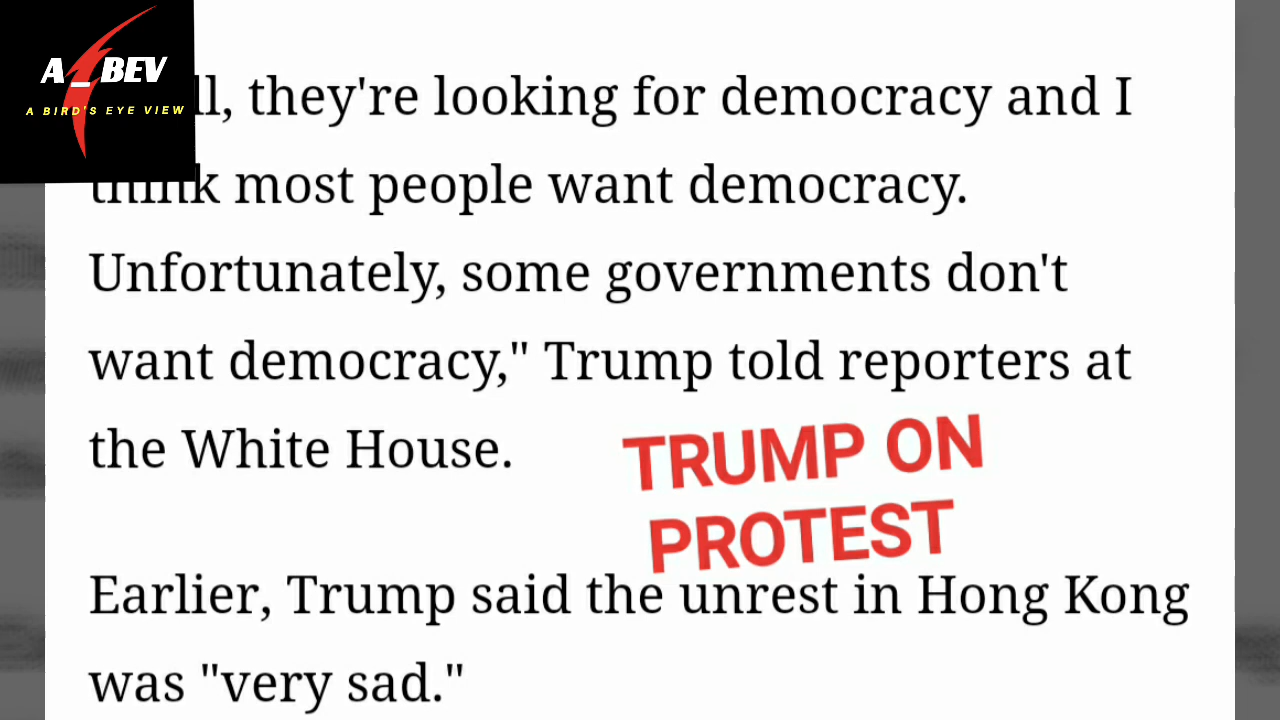 A_BEV
A BIRD'S EYE VIEW
they're looking for democracy and I
think most people want democracy.
Unfortunately, some governments don't
want democracy," Trump told reporters at
the White House.
TRUMP ON
PROTEST
Earlier, Trump said the unrest in Hong Kong
was "very sad."